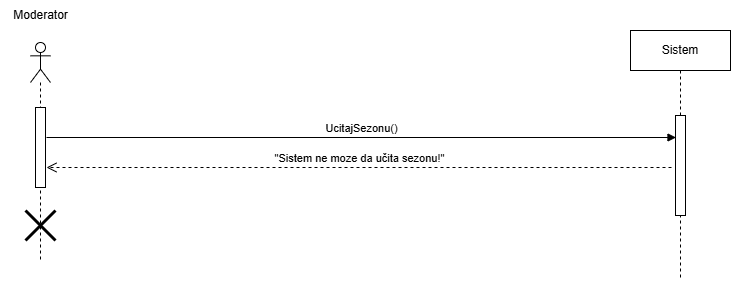 Moderator
Sistem
UcitajSezonu()
"Sistem ne moze da učita sezonu!"